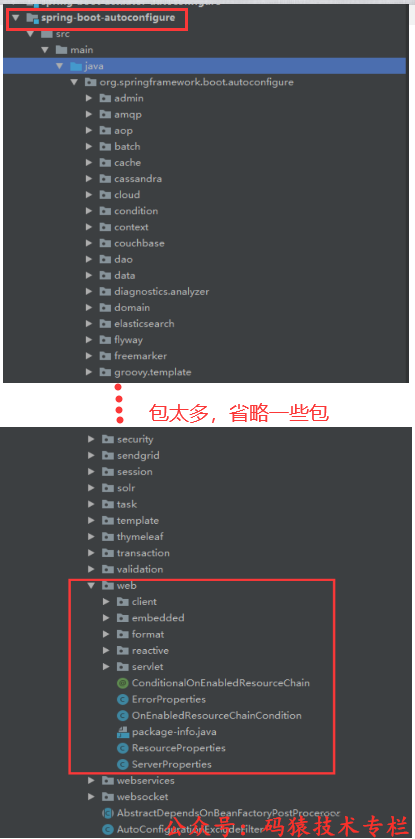 spring-boot-autoconfigure
src
main
java
org.springframework.boot.autoconfigure
admin
amqp
aop
batch
cache
cassandra
cloud
condition
context
couchbase
dao
data
diagnostics.analyzer
domain
elasticsearch
flyway
freemarker
groovy.template
包太多，省略一些包
security
sendgrid
session
solr
task
template
thymeleaf
transaction
validation
web
client
embedded
format
reactive
servlet
ConditionalOnEnabledResourceChain
ErrorProperties
OnEnabledResourceChainCondition
package-info.java
ResourceProperties
ServerProperties
webservices
websocket
AbstractDependsOnBeanFactoryPostProcessor
AutoConfigurationExcludeFilter
公众号：码猿技术专栏